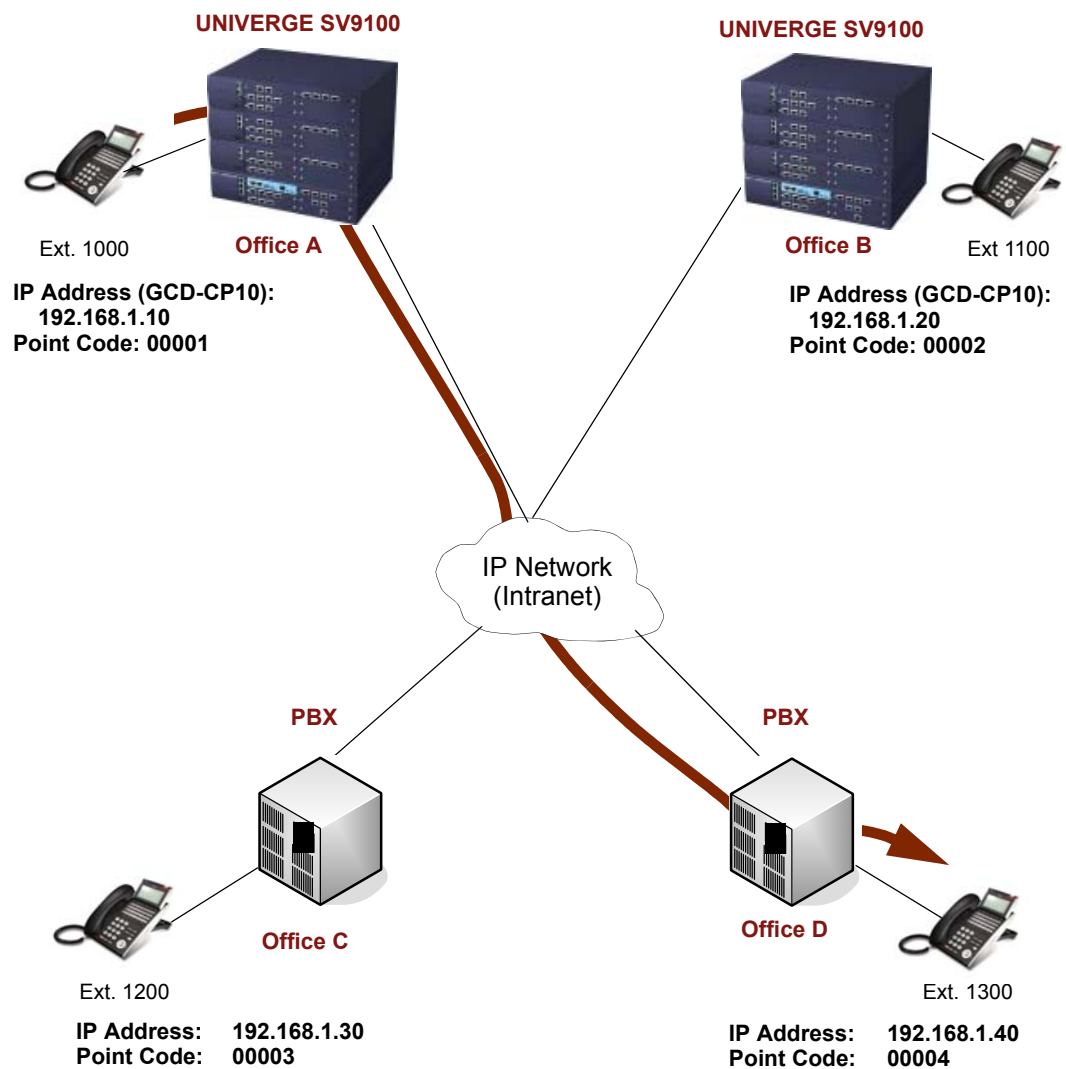 UNIVERGE SV9100
UNIVERGE SV9100
Ext. 1000
Office A
Office B
Ext 1100
IP Address (GCD-CP10):
192.168.1.10
Point Code: 00001
IP Address (GCD-CP10):
192.168.1.20
Point Code: 00002
IP Network
(Intranet)
PBX
PBX
Office C
Office D
Ext. 1200
Ext. 1300
IP Address: 192.168.1.30
Point Code: 00003
IP Address: 192.168.1.40
Point Code: 00004